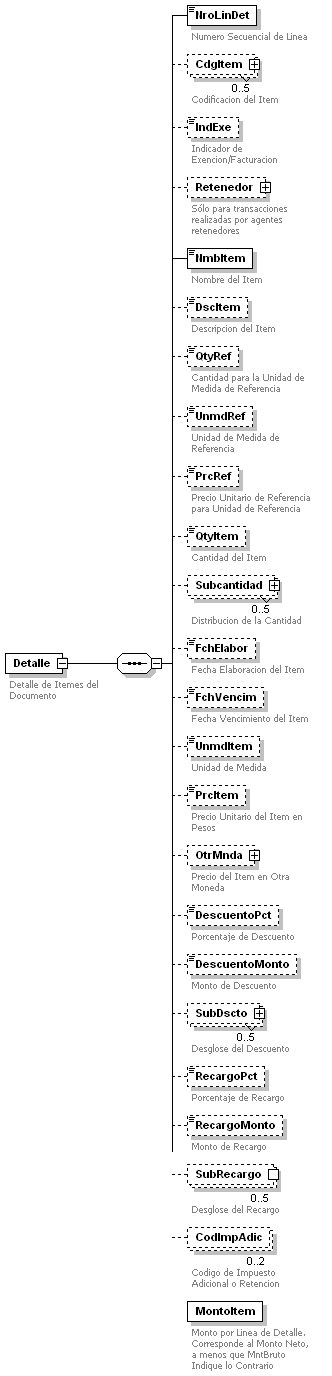 NroLinDet
Numero Secuencial de Linea
CdgItem
0..5
Codificacion del Item
IndExe
Indicador de
Exencion/Facturacion
Retenedor
Sólo para transacciones
realizadas por agentes
retenedores
NmbItem
Nombre del Item
DscItem
Descripcion del Item
QtyRef
Cantidad para la Unidad de
Medida de Referencia
UnmdRef
Unidad de Medida de
Referencia
PrcRef
Precio Unitario de Referencia
para Unidad de Referencia
QtyItem
Cantidad del Item
Subcantidad
0..5
Distribucion de la Cantidad
FchElabor
Fecha Elaboracion del Item
Detalle
Detalle de Itemes del
Documento
FchVencim
Fecha Vencimiento del Item
UnmdItem
Unidad de Medida
PrcItem
Precio Unitario del Item en
Pesos
OtrMnda
Precio del Item en Otra
Moneda
DescuentoPct
Porcentaje de Descuento
DescuentoMonto
Monto de Descuento
SubDscto
0..5
Desglose del Descuento
RecargoPct
Porcentaje de Recargo
RecargoMonto
Monto de Recargo
SubRecargo
0..5
Desglose del Recargo
CodImpAdic
0..2
Codigo de Impuesto
Adicional o Retencion
MontoItem
Monto por Linea de Detalle.
Corresponde al Monto Neto,
a menos que MntBruto
Indique lo Contrario